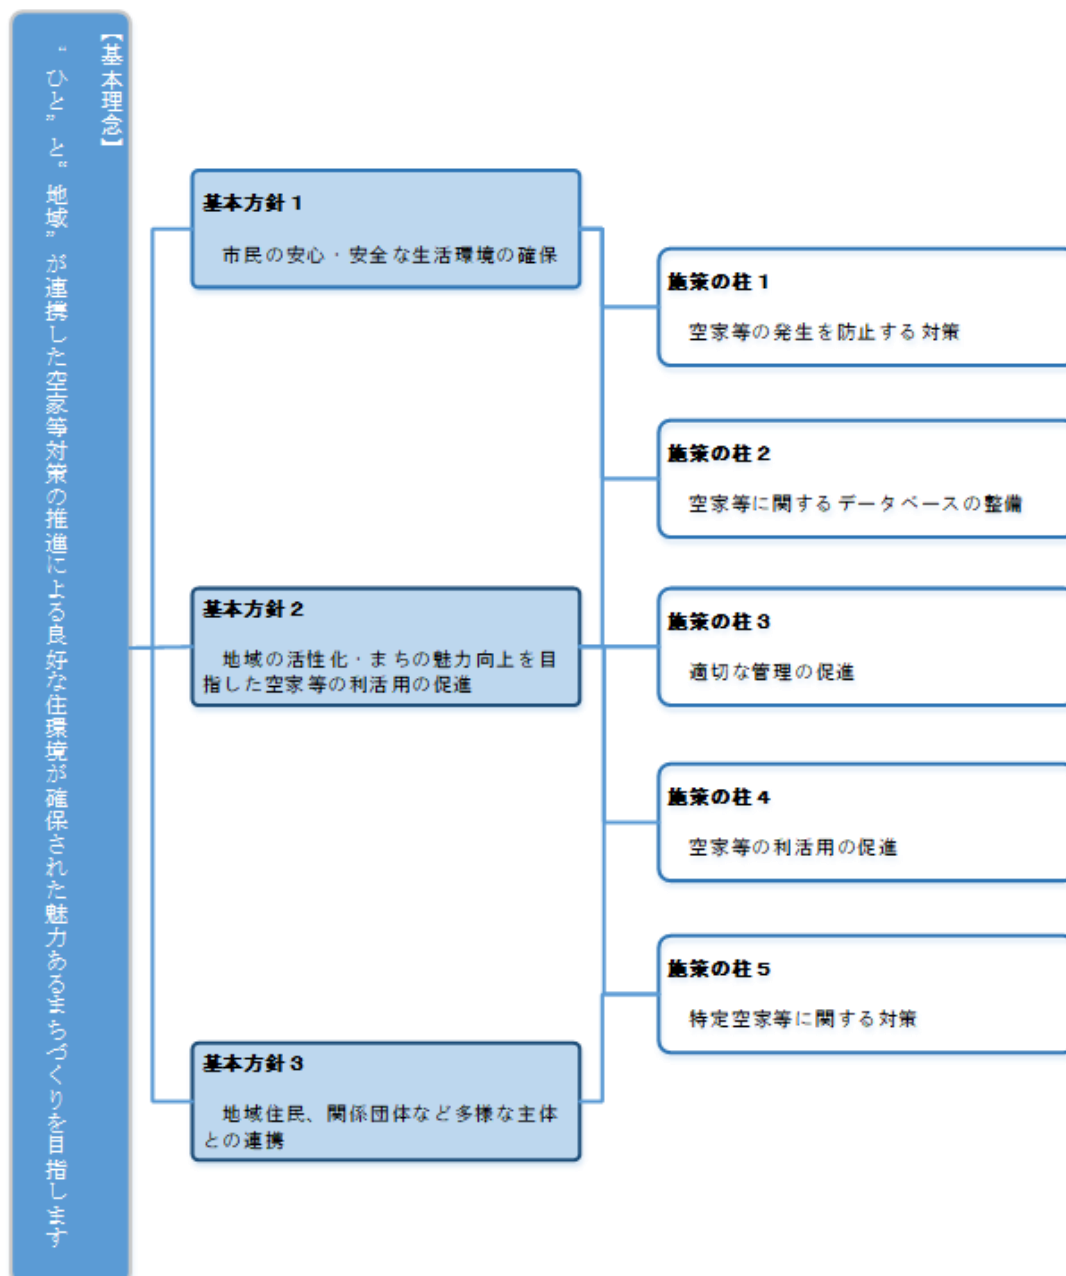 【基本理念】
“ひと”と“地域”が連携した空家等対策の推進による良好な住環境が確保された魅力あるまちづくりを目指します
基本方針１
市民の安心・安全な生活環境の確保
基本方針２
地域の活性化・まちの魅力向上を目
指した空家等の利活用の促進
基本方針３
地域住民、関係団体など多様な主体
との連携
施策の柱１
空家等の発生を防止する対策
施策の柱２
空家等に関するデータベースの整備
施策の柱３
適切な管理の促進
施策の柱４
空家等の利活用の促進
施策の柱５
特定空家等に関する対策